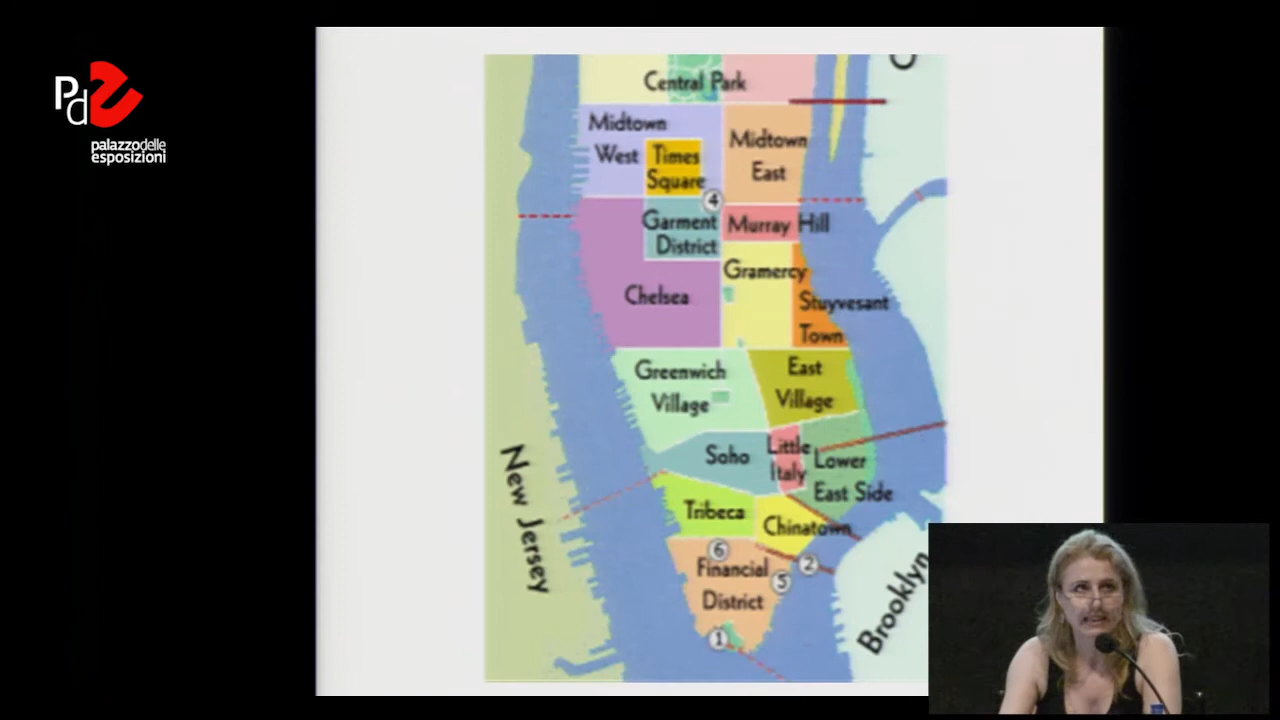 Pd
palazzodelle
esposizioni
Central Park
Midtown
West
Times
Square
Midtown
East
4
Garment
District
Murray Hill
Gramercy
Chelsea
Stuyvesant
Town
Greenwich
Village
East
Village
Soho
Little
Italy
Lower
East Side
New Jersey
Tribeca
Chinatown
6
2
Financial
District
5
1
Brooklyn